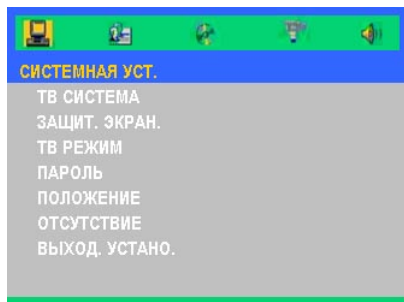 СИСТЕМНАЯ УСТ.
ТВ СИСТЕМА
ЗАЩИТ. ЭКРАН.
ТВ РЕЖИМ
ПАРОЛЬ
ПОЛОЖЕНИЕ
ОТСУТСТВИЕ
ВЫХОД. УСТАНО.